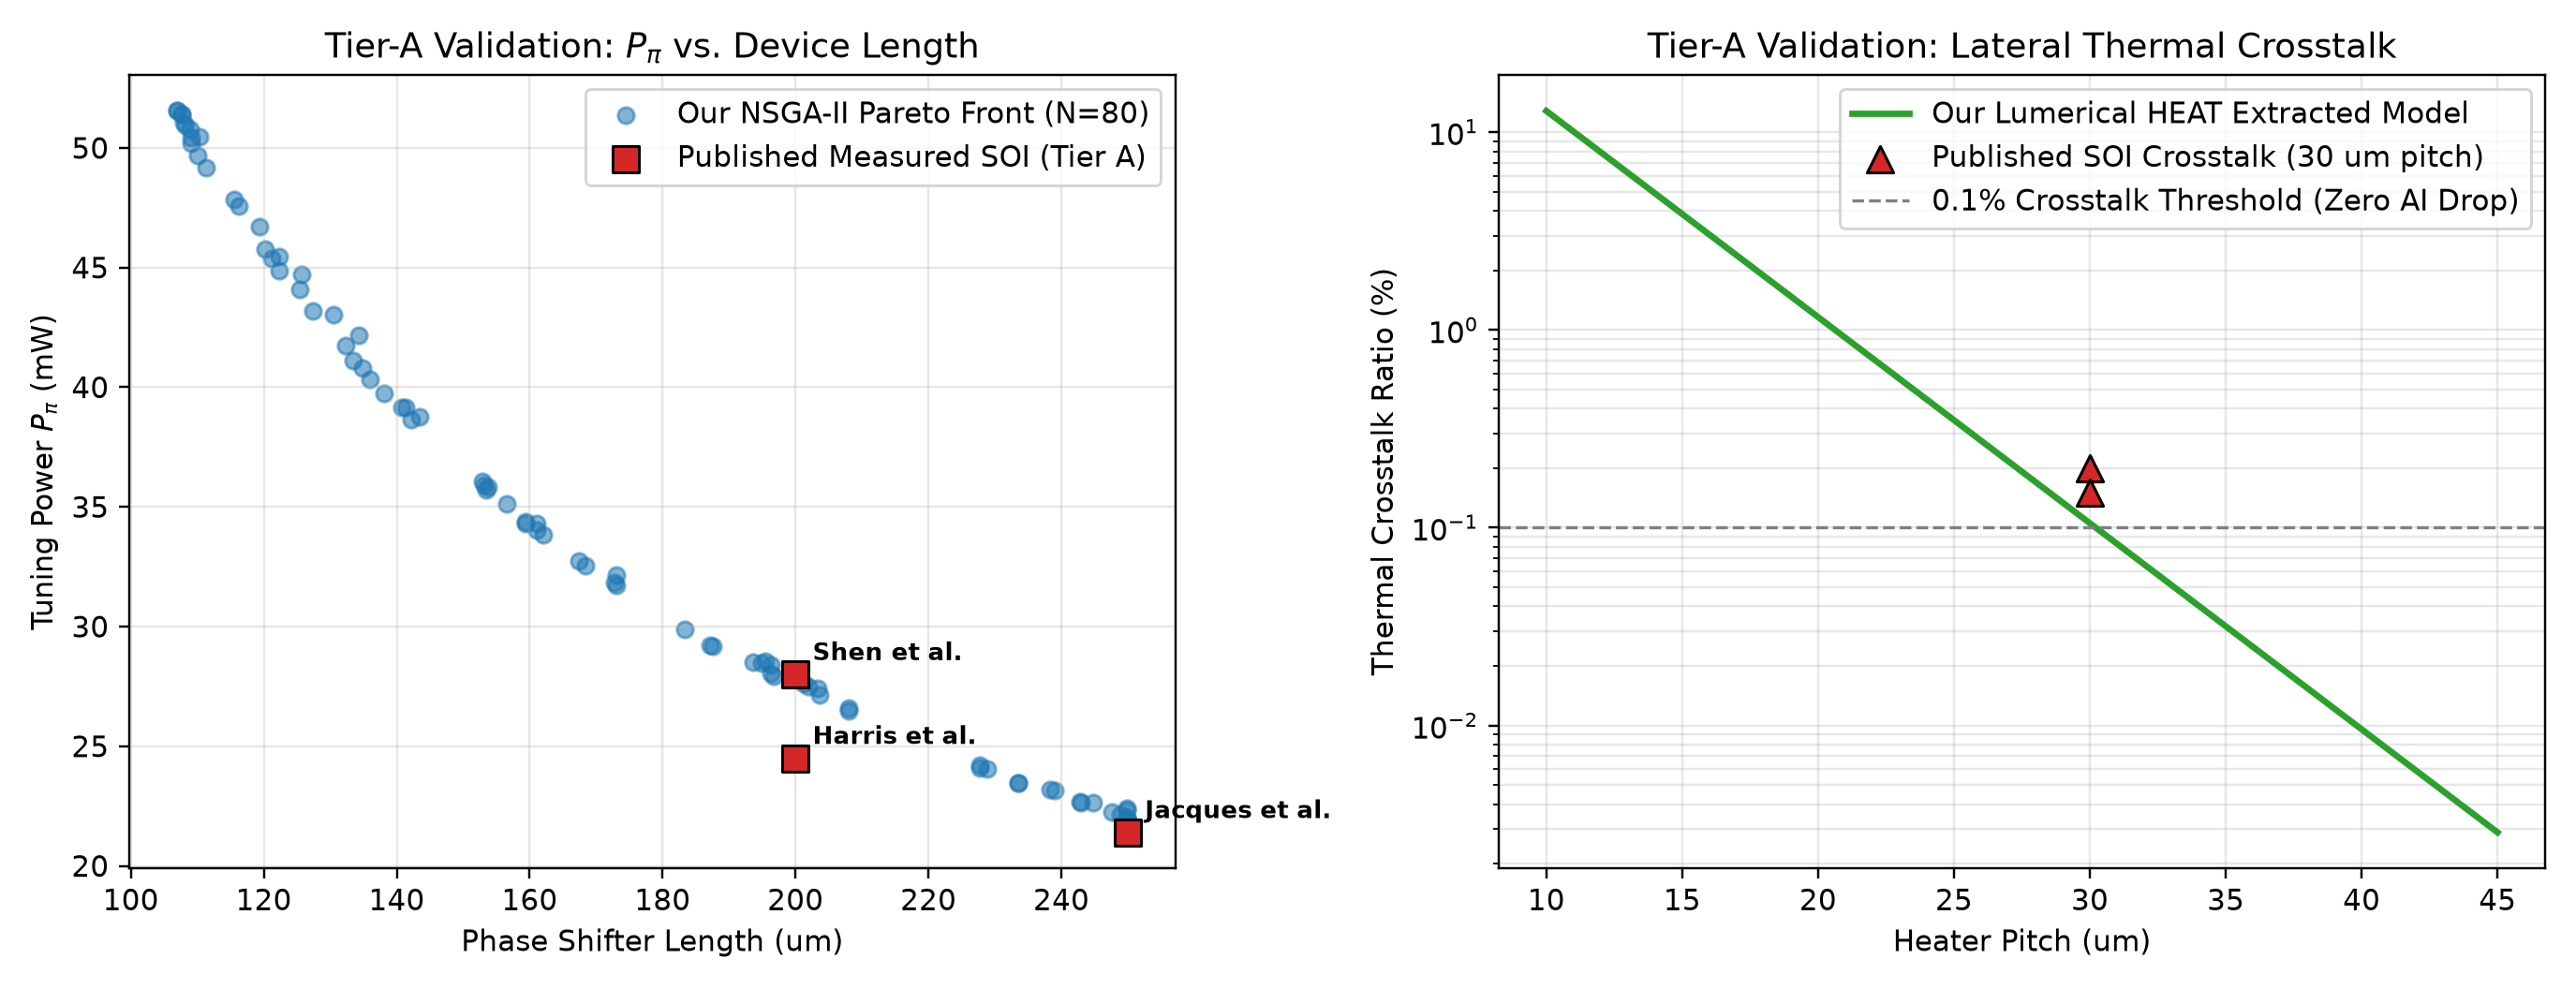 Tier-A Validation: Pπ vs. Device Length
Tuning Power Pπ (mW)
50
45
40
35
30
25
20
Our NSGA-II Pareto Front (N=80)
Published Measured SOI (Tier A)
Shen et al.
Harris et al.
Jacques et al.
100 120 140 160 180 200 220 240
Phase Shifter Length (um)
Tier-A Validation: Lateral Thermal Crosstalk
Thermal Crosstalk Ratio (%)
10¹
10⁰
10⁻¹
10⁻²
Our Lumerical HEAT Extracted Model
Published SOI Crosstalk (30 um pitch)
0.1% Crosstalk Threshold (Zero AI Drop)
10 15 20 25 30 35 40 45
Heater Pitch (um)